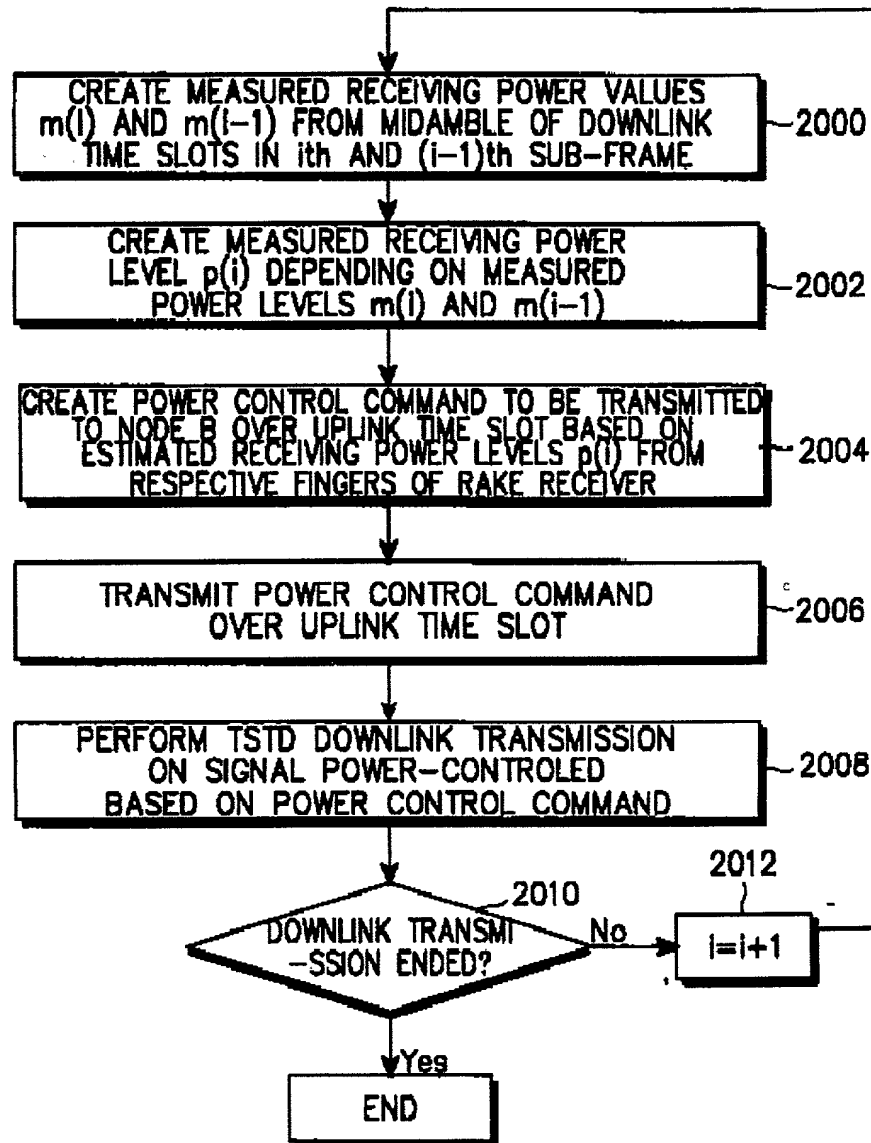 CREATE MEASURED RECEIVING POWER VALUES
m(i) AND m(i-1) FROM MIDAMBLE OF DOWNLINK
TIME SLOTS IN ith AND (i-1)th SUB-FRAME
2000
CREATE MEASURED RECEIVING POWER
LEVEL p(i) DEPENDING ON MEASURED
POWER LEVELS m(i) AND m(i-1)
2002
CREATE POWER CONTROL COMMAND TO BE TRANSMITTED
TO NODE B OVER UPLINK TIME SLOT BASED ON
ESTIMATED RECEIVING POWER LEVELS p(i) FROM
RESPECTIVE FINGERS OF RAKE RECEIVER
2004
TRANSMIT POWER CONTROL COMMAND
OVER UPLINK TIME SLOT
2006
PERFORM TSTD DOWNLINK TRANSMISSION
ON SIGNAL POWER-CONTROLED
BASED ON POWER CONTROL COMMAND
2008
2010
DOWNLINK TRANSMI
-SSION ENDED?
No
2012
i=i+1
Yes
END